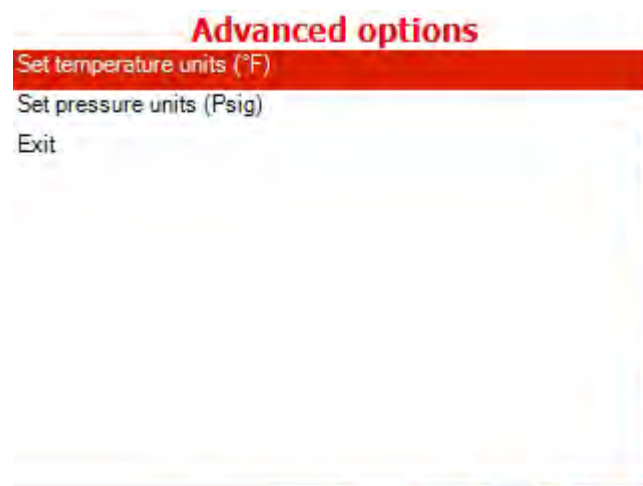 Advanced options
Set temperature units (°F)
Set pressure units (Psig)
Exit